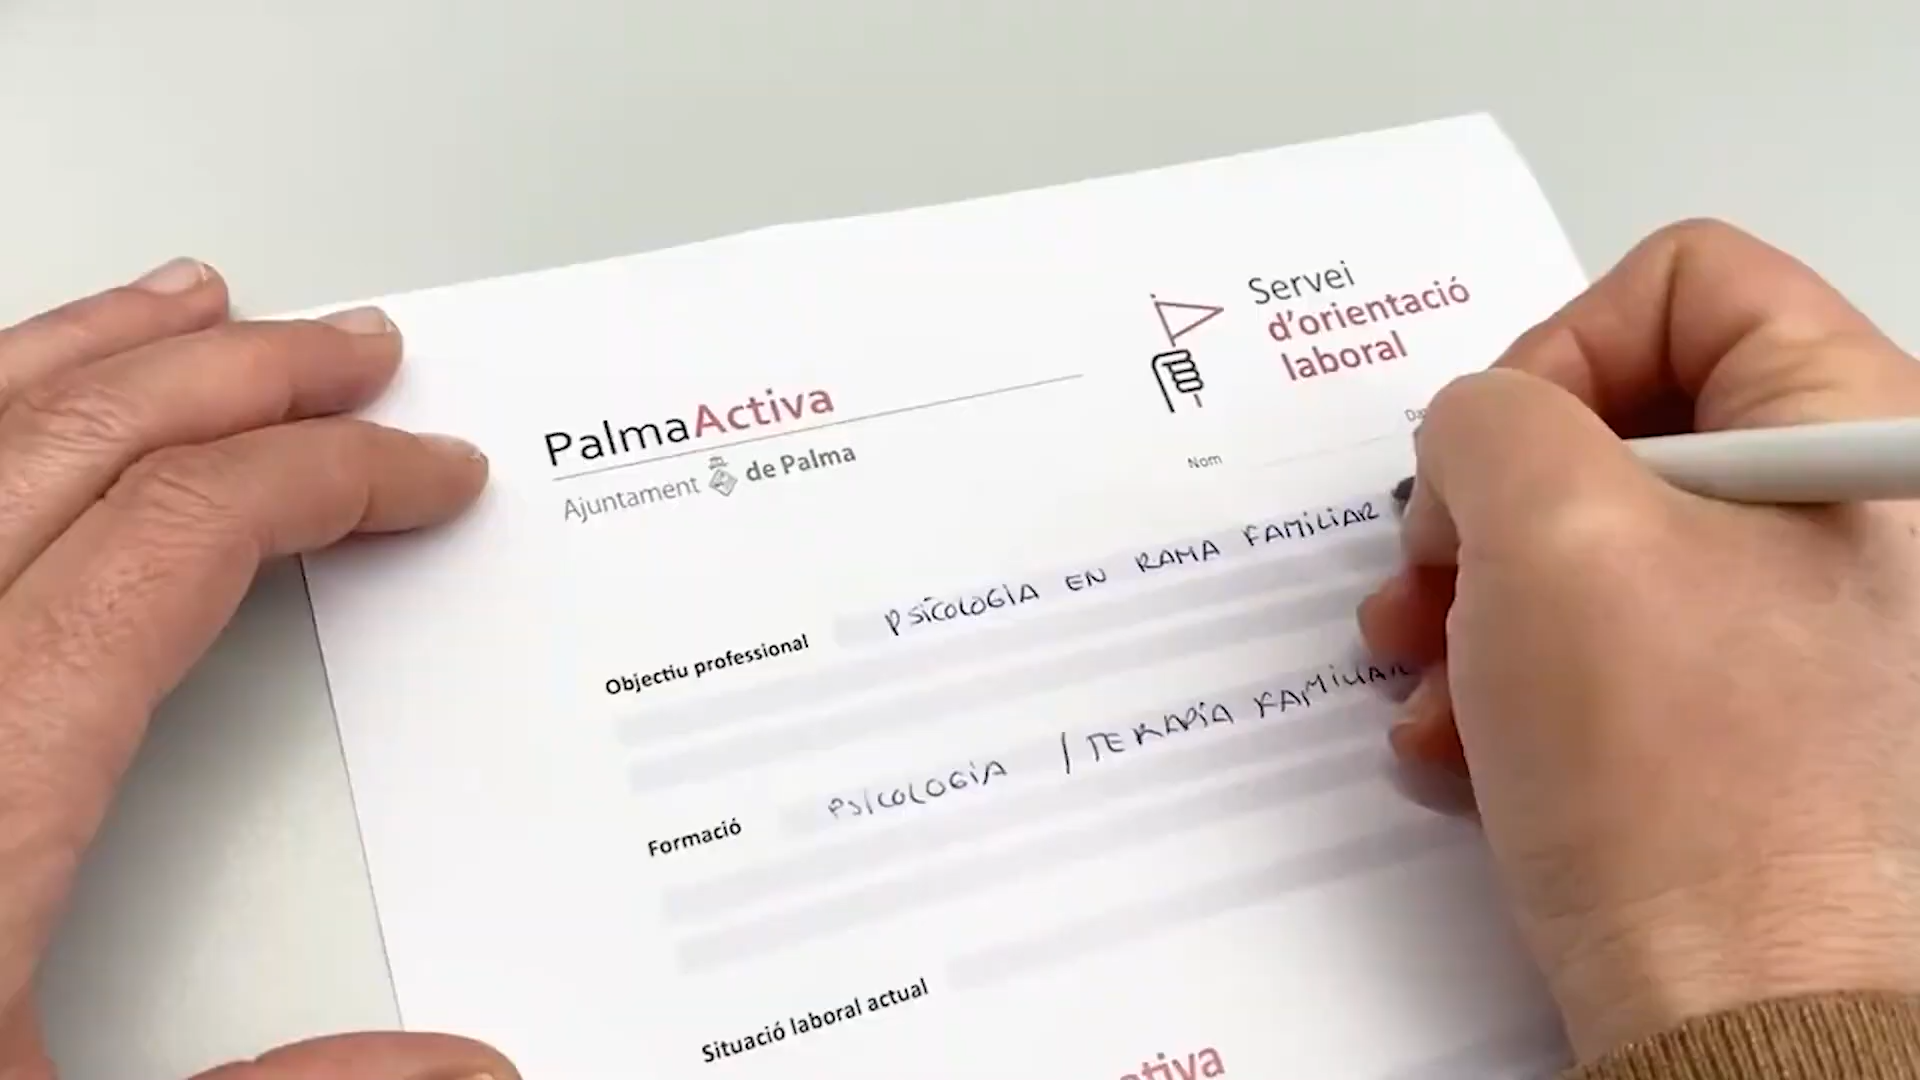 Servei
d'orientació
laboral
PalmaActiva
Ajuntament de Palma
Nom
Objectiu professional PSICOLOGIA EN RAMA FAMILIAR
Formació PSICOLOGIA / TERAPIA FAMILIAR
Situació laboral actual